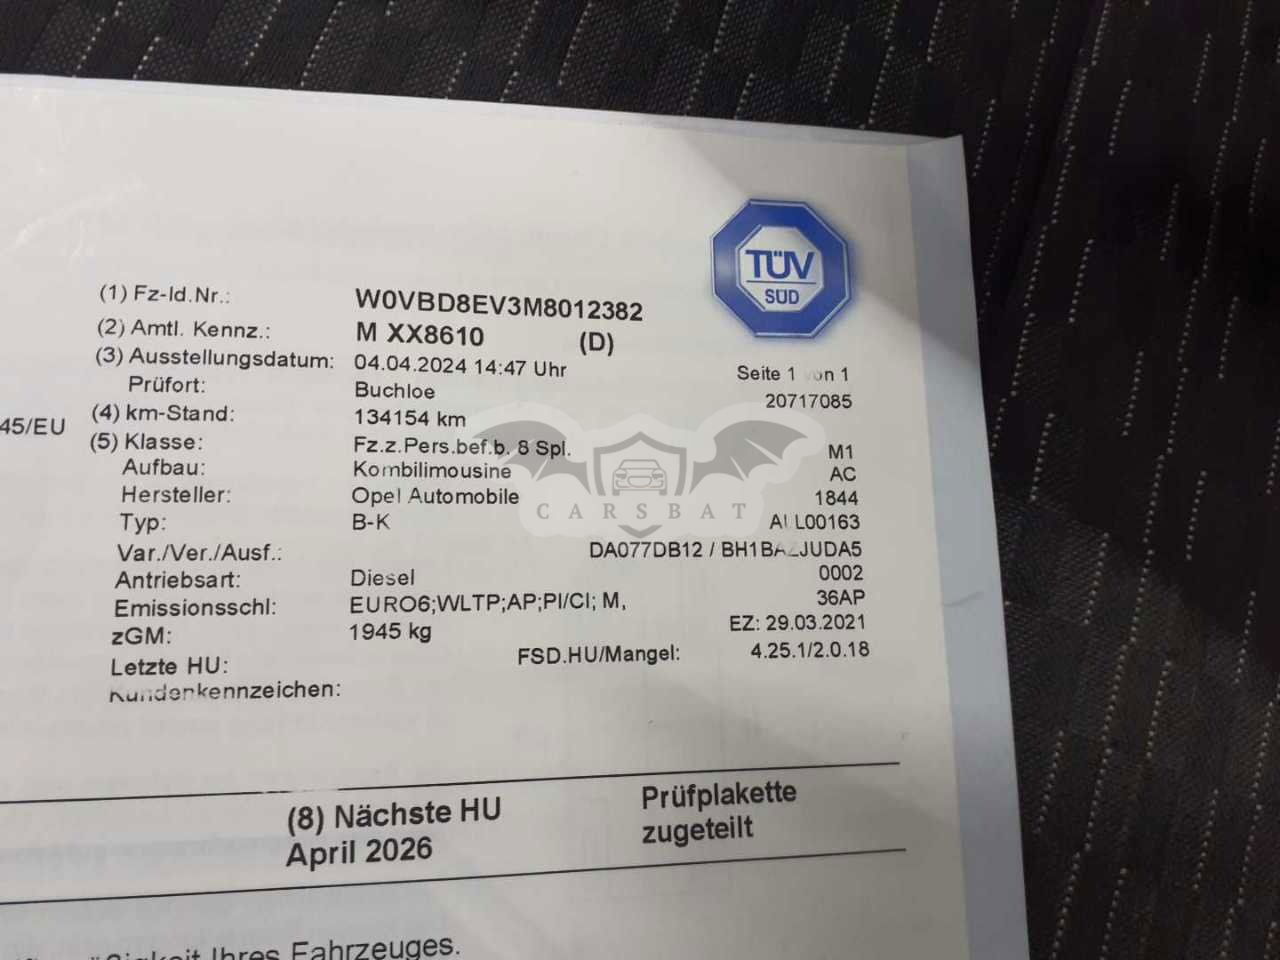 TÜV
SÜD
(1) Fz-Id.Nr.: W0VBD8EV3M8012382
(2) Amtl. Kennz.: M XX8610 (D)
(3) Ausstellungsdatum: 04.04.2024 14:47 Uhr
Seite 1 von 1
Prüfort: Buchloe
20717085
45/EU
(4) km-Stand: 134154 km
(5) Klasse: Fz.z.Pers.bef.b. 8 Spl. M1
Aufbau: Kombilimousine AC
Hersteller: Opel Automobile 1844
Typ: B-K
Var./Ver./Ausf.: DA077DB12 /
Antriebsart: Diesel 0002
Emissionsschl: EURO6;WLTP;AP;PI/CI; M, 36AP
zGM: 1945 kg EZ: 29.03.2021
Letzte HU: FSD.HU/Mangel: 4.25.1/2.0.18
Kundenkennzeichen:
CARSBAT
(8) Nächste HU Prüfplakette
April 2026 zugeteilt
Ihres Fahrzeuges.